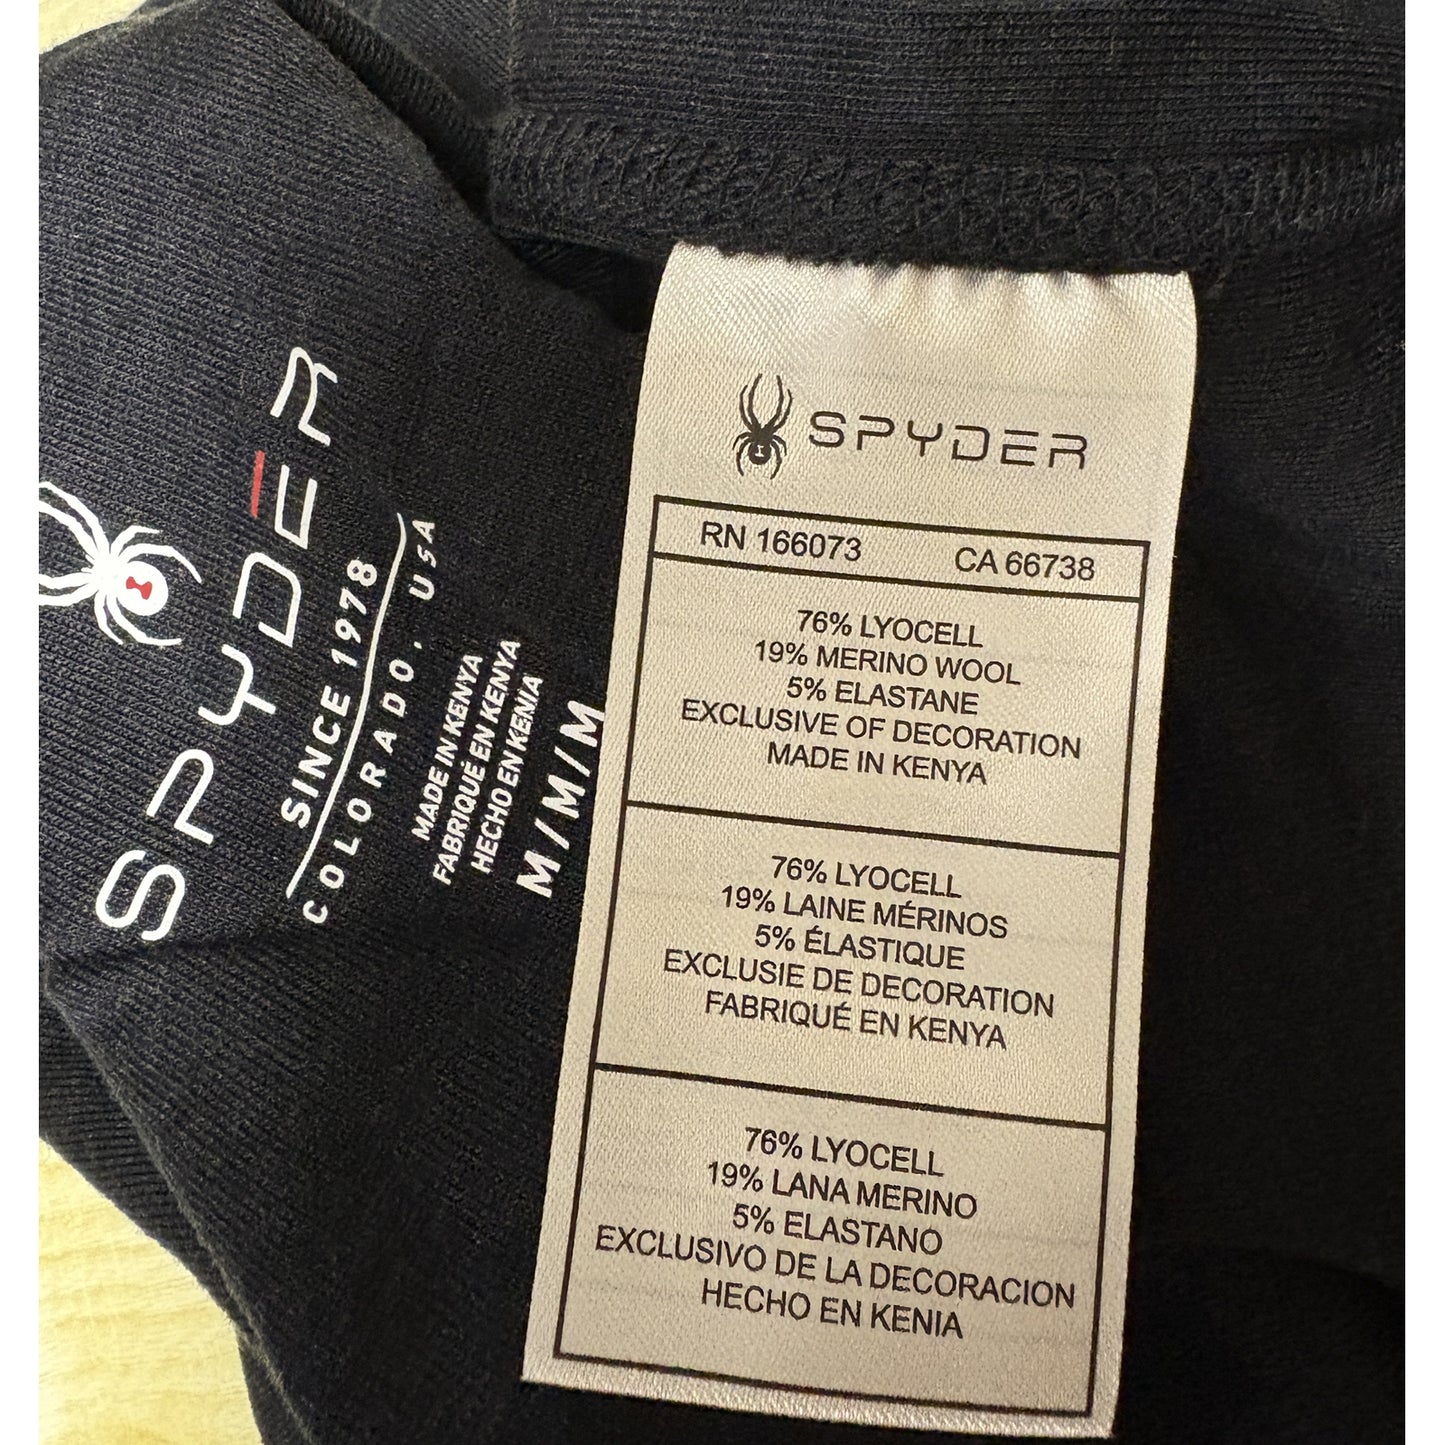 SPYDER
SINCE 1978
COLORADO. USA
MADE IN KENYA
FABRIQUÉ EN KENYA
HECHO EN KENIA
M/M/M
SPYDER
RN 166073 CA 66738
76% LYOCELL
19% MERINO WOOL
5% ELASTANE
EXCLUSIVE OF DECORATION
MADE IN KENYA
76% LYOCELL
19% LAINE MÉRINOS
5% ÉLASTIQUE
EXCLUSIE DE DECORATION
FABRIQUÉ EN KENYA
76% LYOCELL
19% LANA MERINO
5% ELASTANO
EXCLUSIVO DE LA DECORACION
HECHO EN KENIA